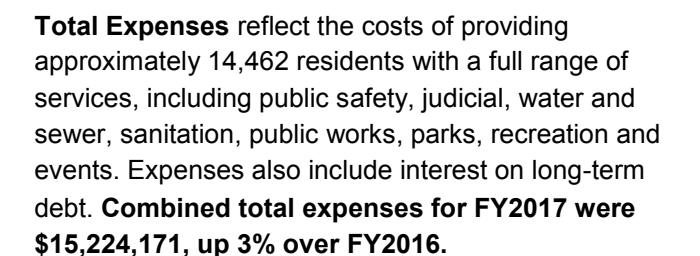 Total Expenses reflect the costs of providing
approximately 14,462 residents with a full range of
services, including public safety, judicial, water and
sewer, sanitation, public works, parks, recreation and
events. Expenses also include interest on long-term
debt. Combined total expenses for FY2017 were
$15,224,171, up 3% over FY2016.